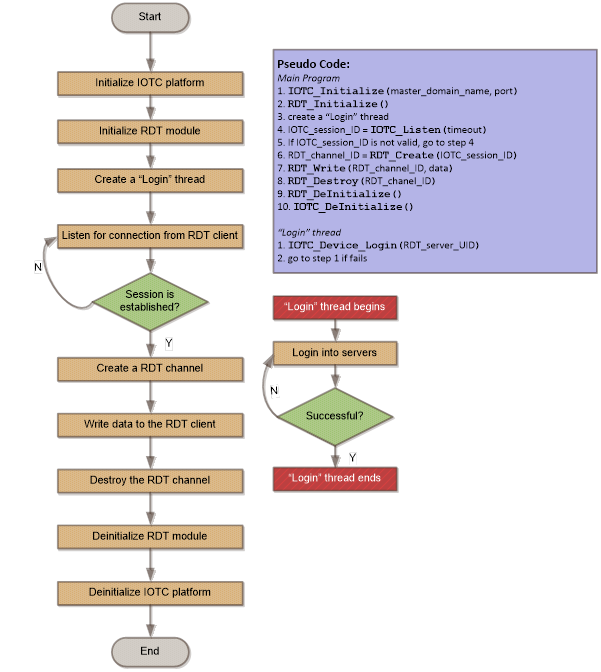 Start
Initialize IOTC platform
Initialize RDT module
Create a “Login” thread
Listen for connection from RDT client
N
Session is
established?
Y
Create a RDT channel
Write data to the RDT client
Destroy the RDT channel
Deinitialize RDT module
Deinitialize IOTC platform
End
Pseudo Code:
Main Program
1. IOTC_Initialize (master_domain_name, port)
2. RDT_Initialize()
3. create a “Login” thread
4. IOTC_session_ID = IOTC_Listen (timeout)
5. If IOTC_session_ID is not valid, go to step 4
6. RDT_channel_ID = RDT_Create (IOTC_session_ID)
7. RDT_Write (RDT_channel_ID, data)
8. RDT_Destroy (RDT_chanel_ID)
9. RDT_DeInitialize()
10. IOTC_DeInitialize()
“Login” thread
1. IOTC_Device_Login (RDT_server_UID)
2. go to step 1 if fails
“Login” thread begins
Login into servers
N
Successful?
Y
“Login” thread ends